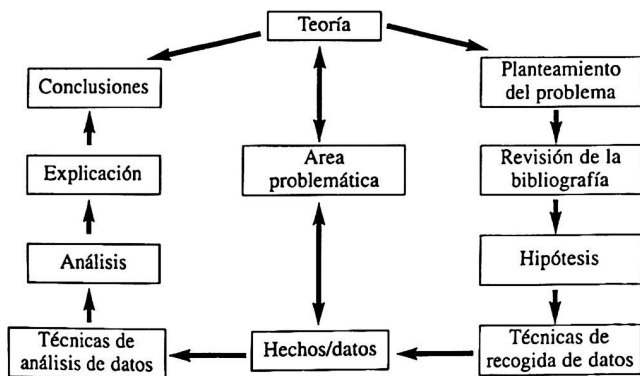 Teoría
Conclusiones
Planteamiento
del problema
Explicación
Area
problemática
Revisión de la
bibliografía
Análisis
Hipótesis
Técnicas de
análisis de datos
Hechos/datos
Técnicas de
recogida de datos